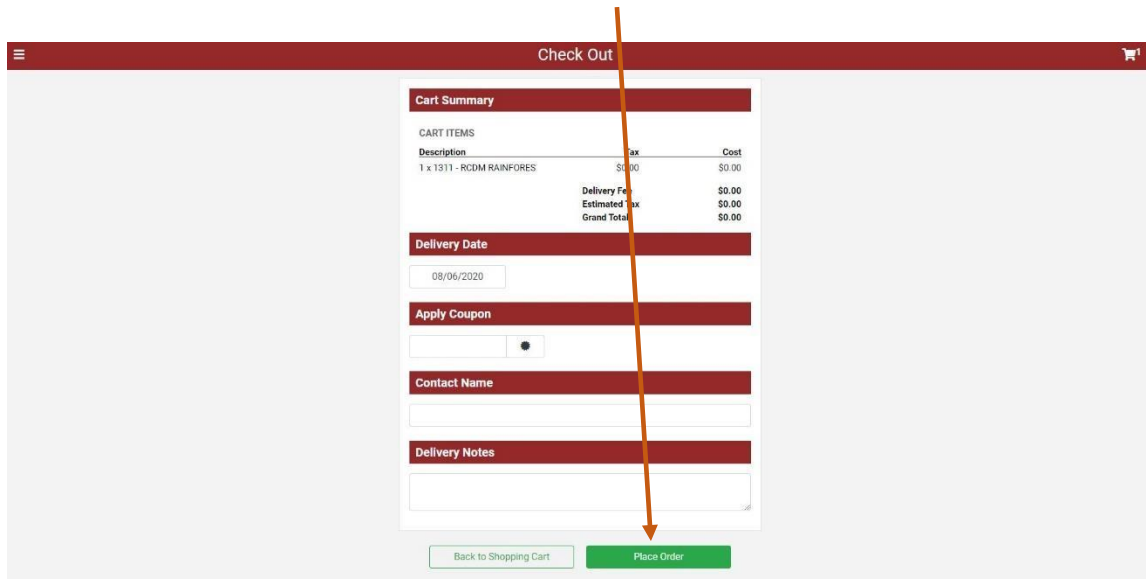 Check Out
1
Cart Summary
CART ITEMS
Description Tax Cost
1 x 1311 - RCDM RAINFORES $0.00 $0.00
Delivery Fee $0.00
Estimated Tax $0.00
Grand Total $0.00
Delivery Date
08/06/2020
Apply Coupon
Contact Name
Delivery Notes
Back to Shopping Cart Place Order